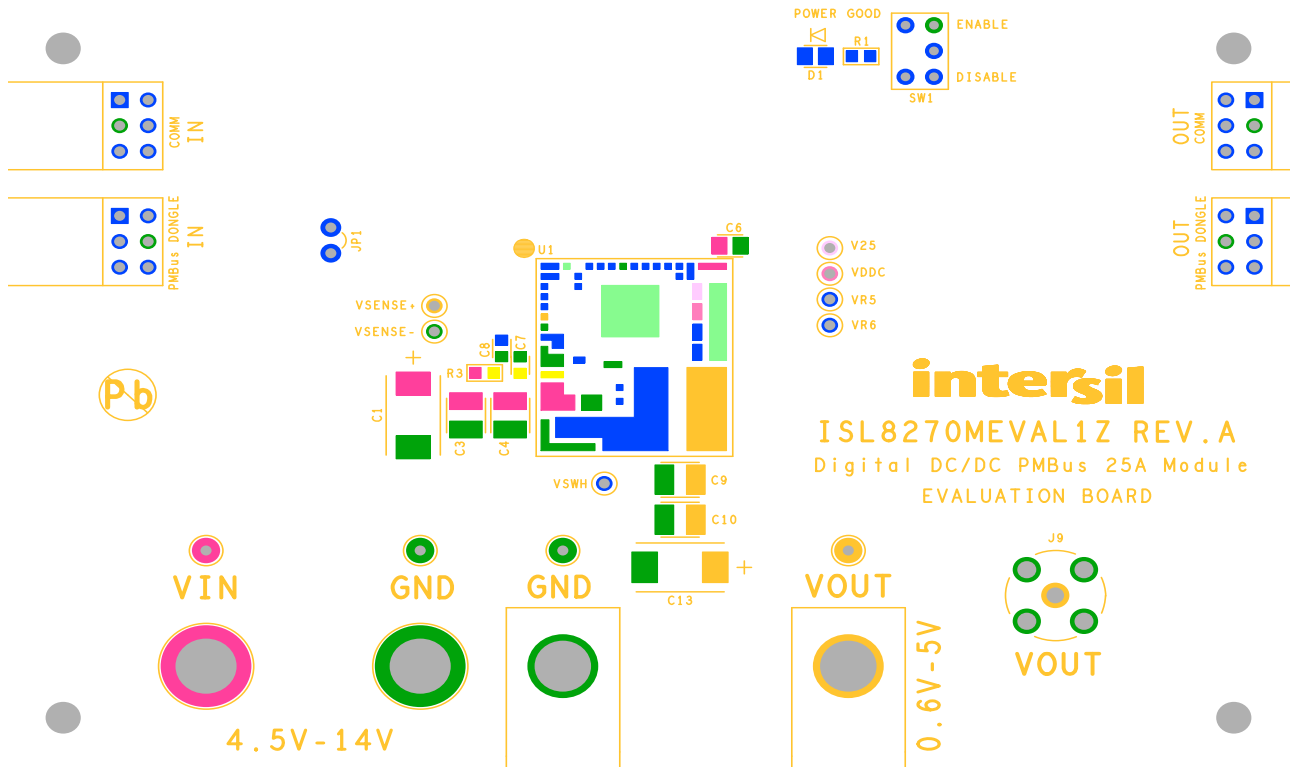 POWER GOOD
D1
R1
SW1
ENABLE
DISABLE
COMM
IN
PMBus DONGLE
IN
OUT
COMM
OUT
PMBus DONGLE
JP1
U1
C6
V25
VDDC
VR5
VR6
VSENSE+
VSENSE-
C8
C7
R3
+
C1
C3
C4
Pb
intersil
ISL8270MEVAL1Z REV.A
Digital DC/DC PMBus 25A Module
EVALUATION BOARD
VSWH
C9
C10
+
C13
J9
VIN
GND
GND
VOUT
VOUT
4.5V-14V
0.6V-5V